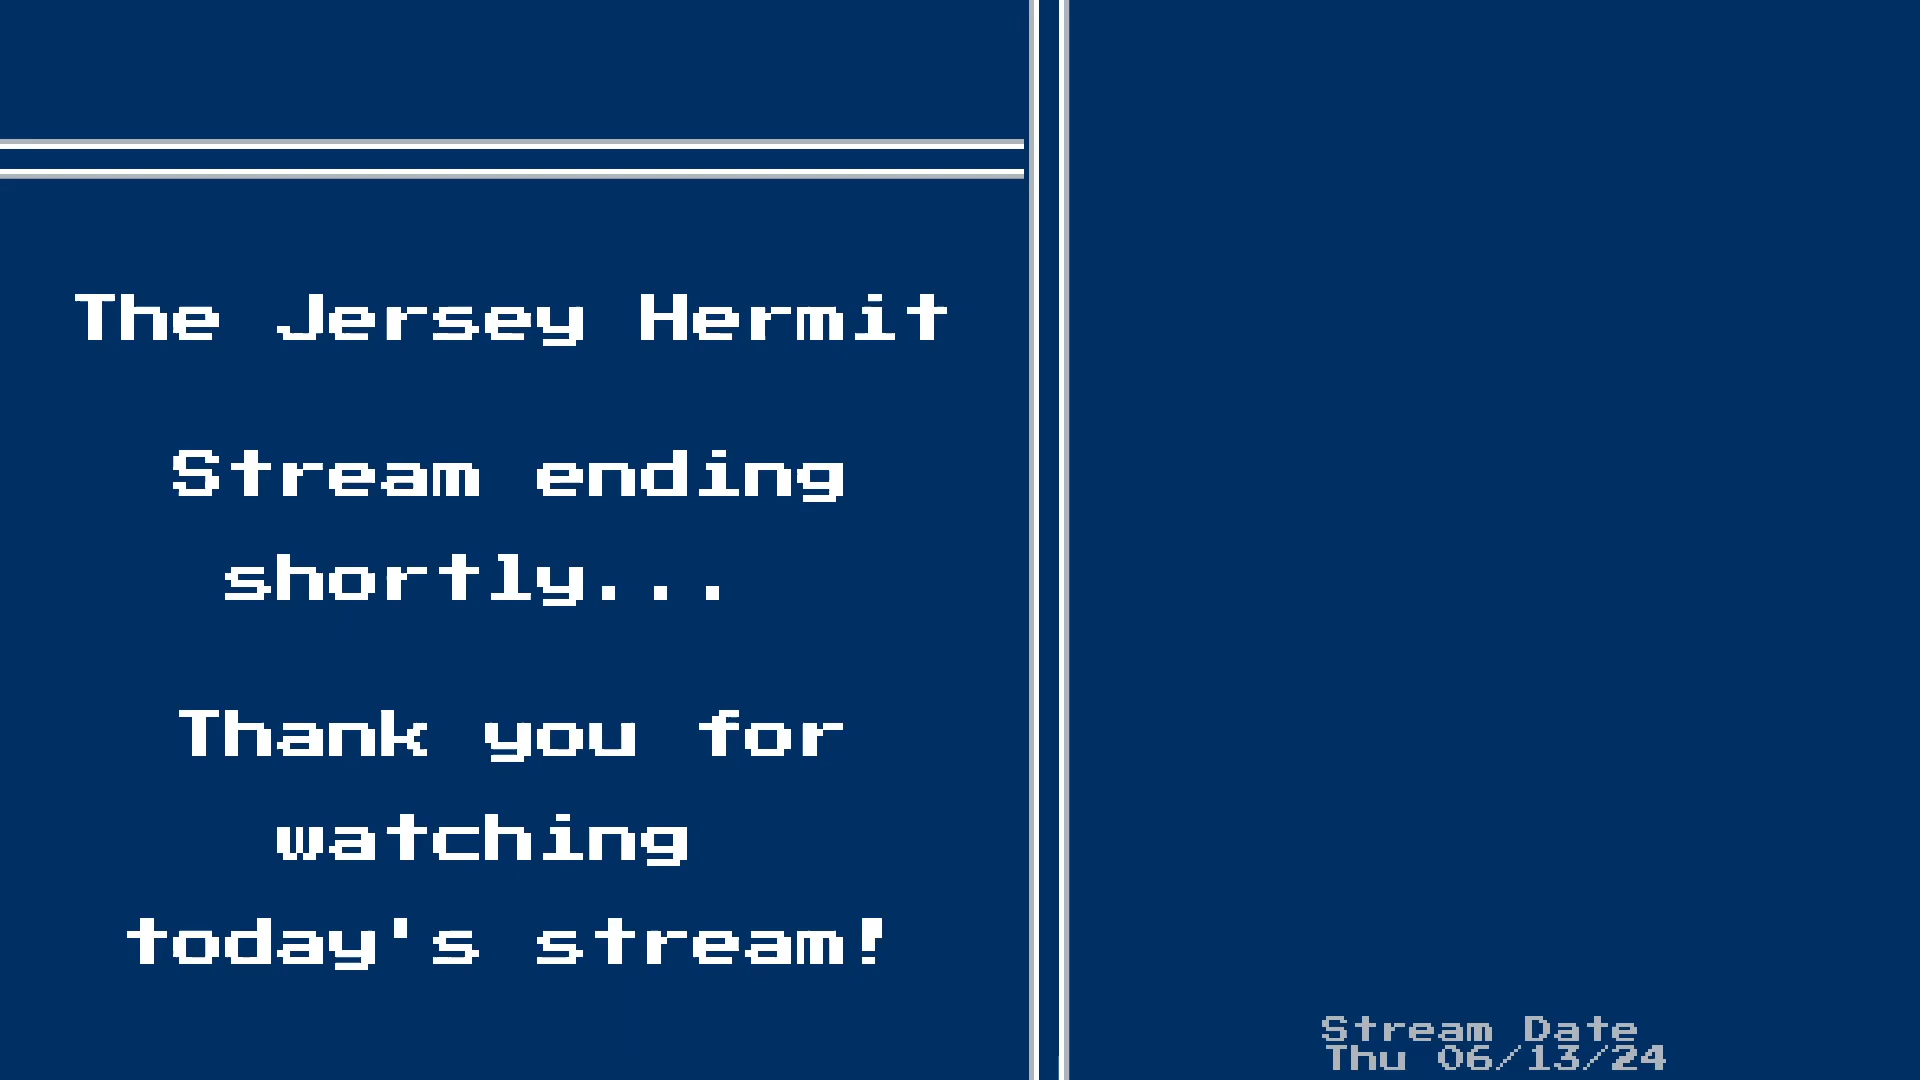 The Jersey Hermit
Stream ending
shortly...
Thank you for
watching
today's stream!
Stream Date
Thu 06/13/24